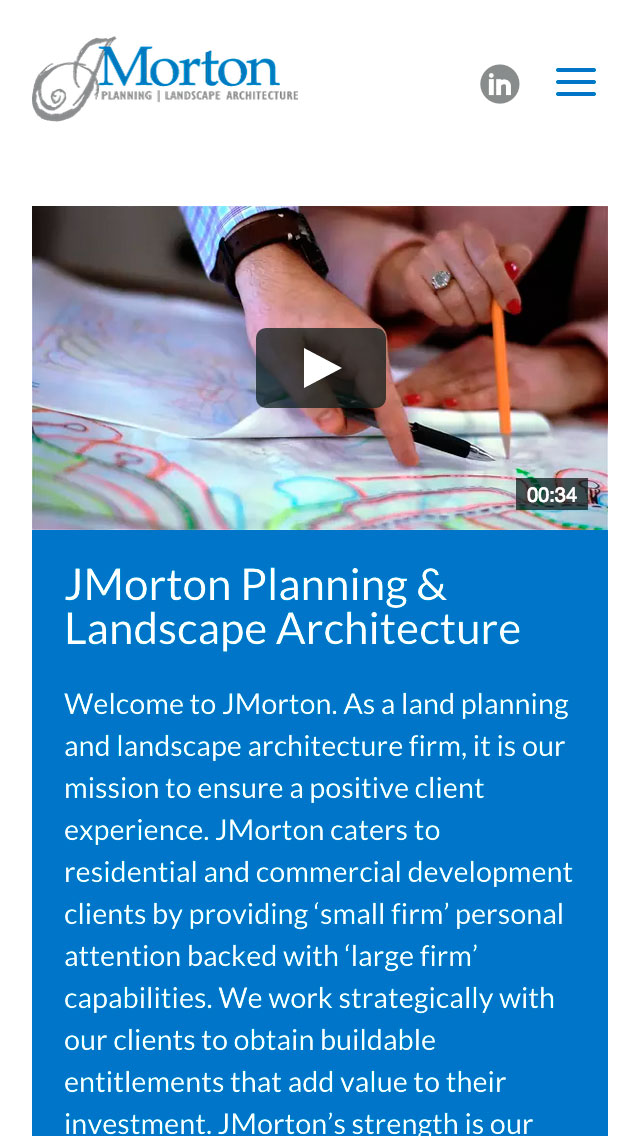 JMorton
PLANNING | LANDSCAPE ARCHITECTURE
in
00:34
JMorton Planning &
Landscape Architecture
Welcome to JMorton. As a land planning
and landscape architecture firm, it is our
mission to ensure a positive client
experience. JMorton caters to
residential and commercial development
clients by providing ‘small firm’ personal
attention backed with ‘large firm’
capabilities. We work strategically with
our clients to obtain buildable
entitlements that add value to their
investment. JMorton’s strength is our